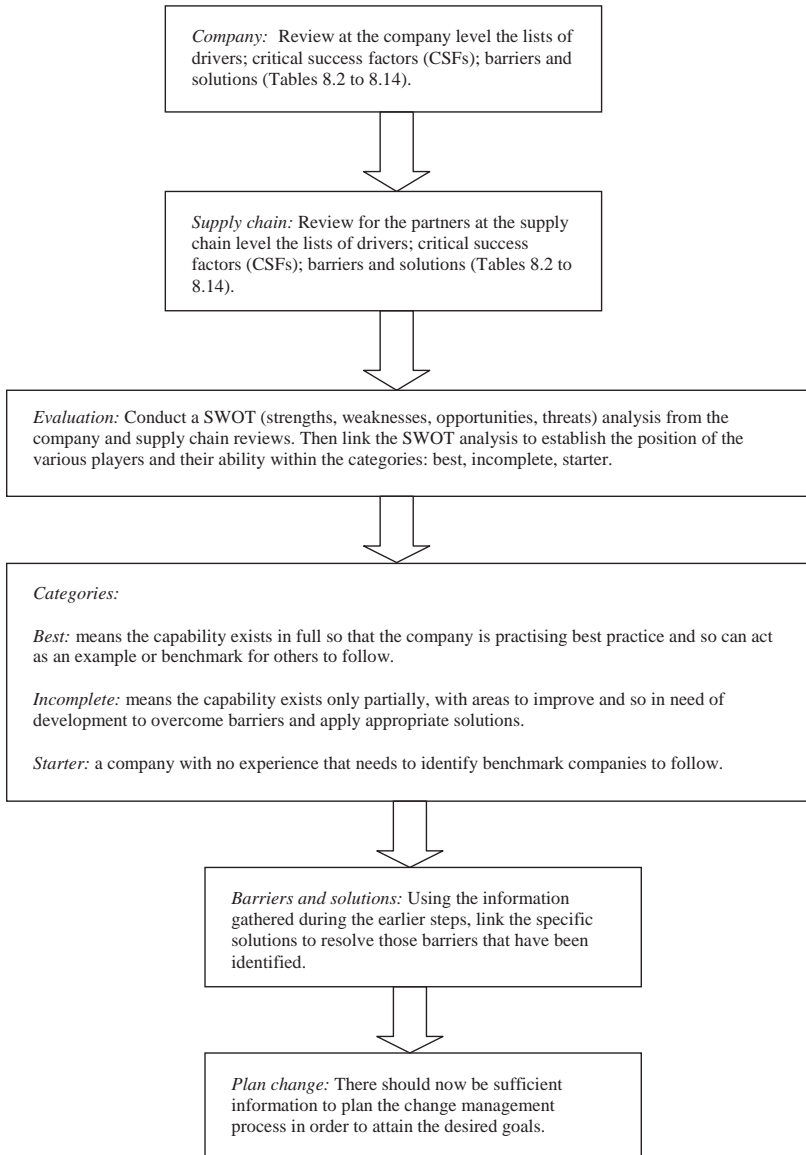 Company: Review at the company level the lists of
drivers; critical success factors (CSFs); barriers and
solutions (Tables 8.2 to 8.14).
Supply chain: Review for the partners at the supply
chain level the lists of drivers; critical success
factors (CSFs); barriers and solutions (Tables 8.2 to
8.14).
Evaluation: Conduct a SWOT (strengths, weaknesses, opportunities, threats) analysis from the
company and supply chain reviews. Then link the SWOT analysis to establish the position of the
various players and their ability within the categories: best, incomplete, starter.
Categories:
Best: means the capability exists in full so that the company is practising best practice and so can act
as an example or benchmark for others to follow.
Incomplete: means the capability exists only partially, with areas to improve and so in need of
development to overcome barriers and apply appropriate solutions.
Starter: a company with no experience that needs to identify benchmark companies to follow.
Barriers and solutions: Using the information
gathered during the earlier steps, link the specific
solutions to resolve those barriers that have been
identified.
Plan change: There should now be sufficient
information to plan the change management
process in order to attain the desired goals.